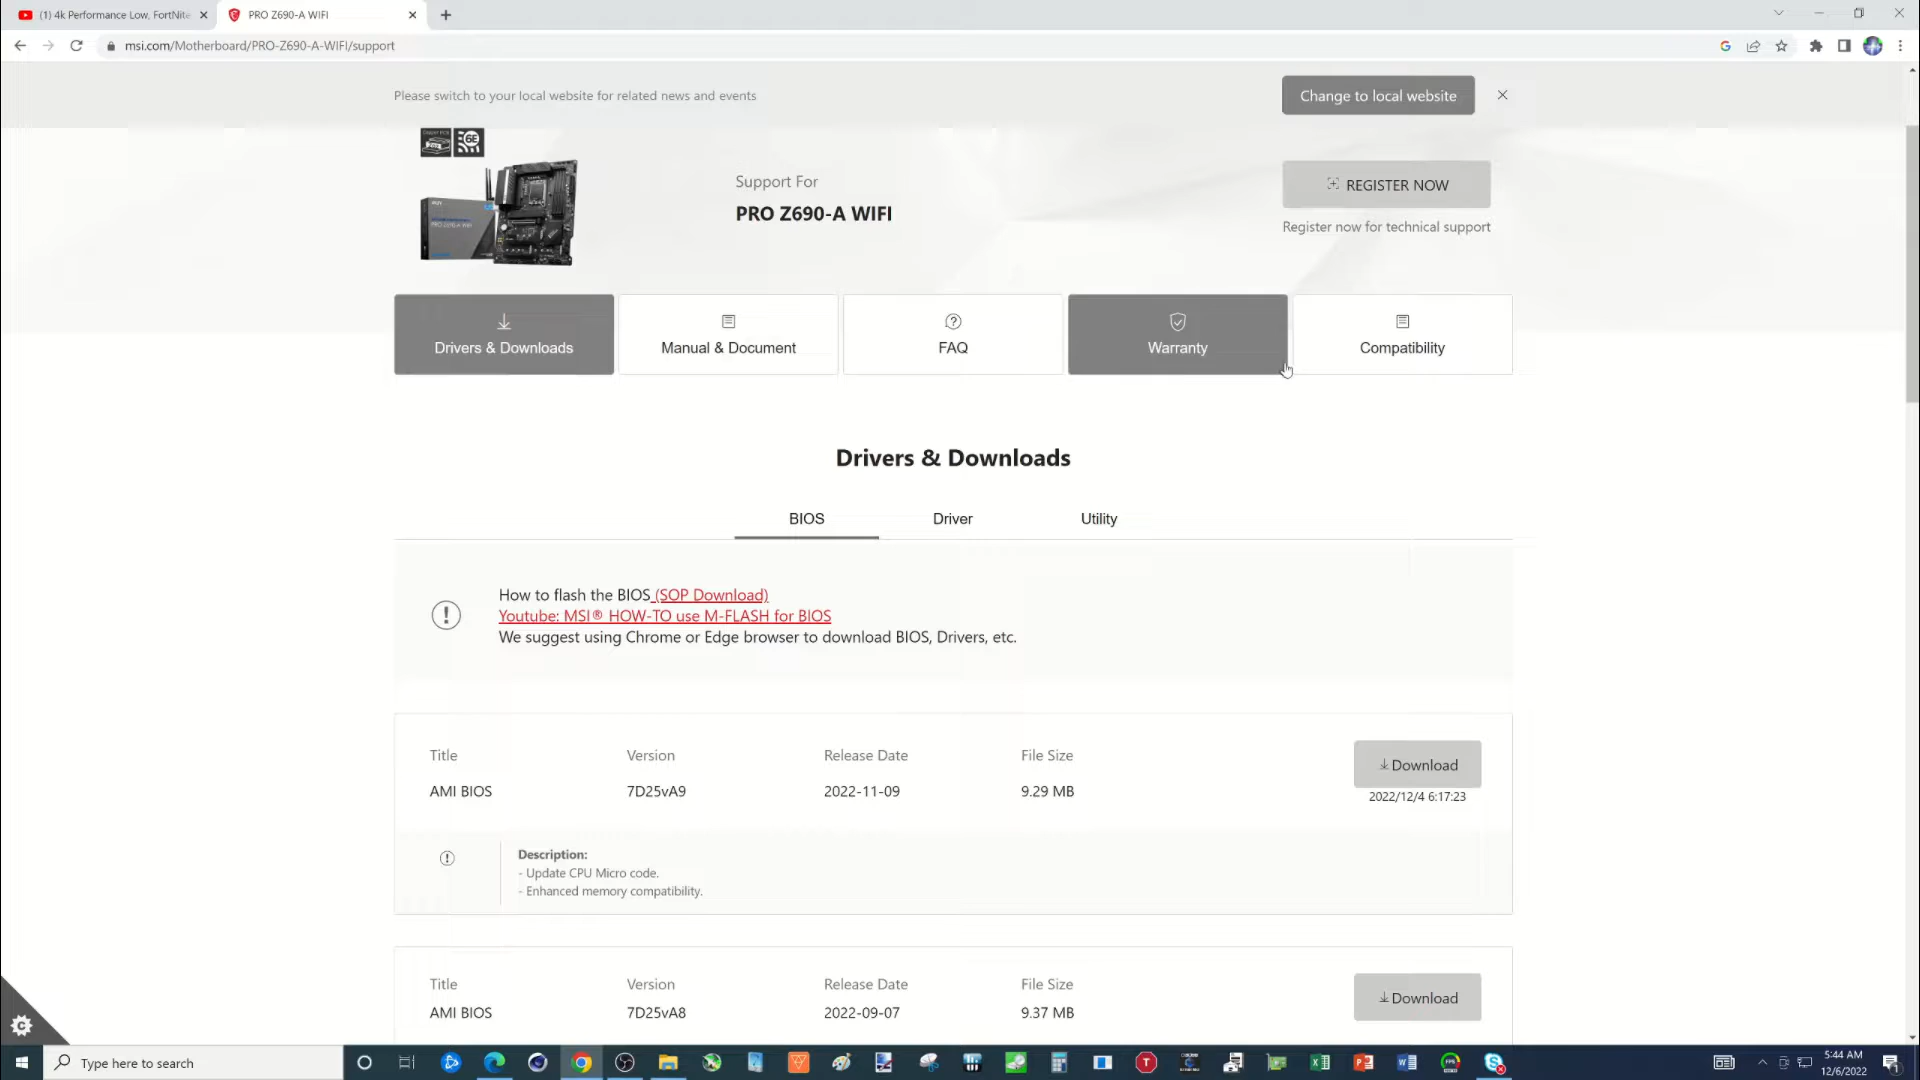 (1) 4k Performance Low, FortNite
PRO Z690-A WIFI
msi.com/Motherboard/PRO-Z690-A-WIFI/support
Please switch to your local website for related news and events
Change to local website
Support For
PRO Z690-A WIFI
REGISTER NOW
Register now for technical support
Drivers & Downloads
Manual & Document
FAQ
Warranty
Compatibility
Drivers & Downloads
BIOS
Driver
Utility
How to flash the BIOS (SOP Download)
Youtube: MSI® HOW-TO use M-FLASH for BIOS
We suggest using Chrome or Edge browser to download BIOS, Drivers, etc.
Title Version Release Date File Size
Download
AMI BIOS 7D25vA9 2022-11-09 9.29 MB
2022/12/4 6:17:23
Description:
- Update CPU Micro code.
- Enhanced memory compatibility.
Title Version Release Date File Size
Download
AMI BIOS 7D25vA8 2022-09-07 9.37 MB
Type here to search
5:44 AM
12/6/2022